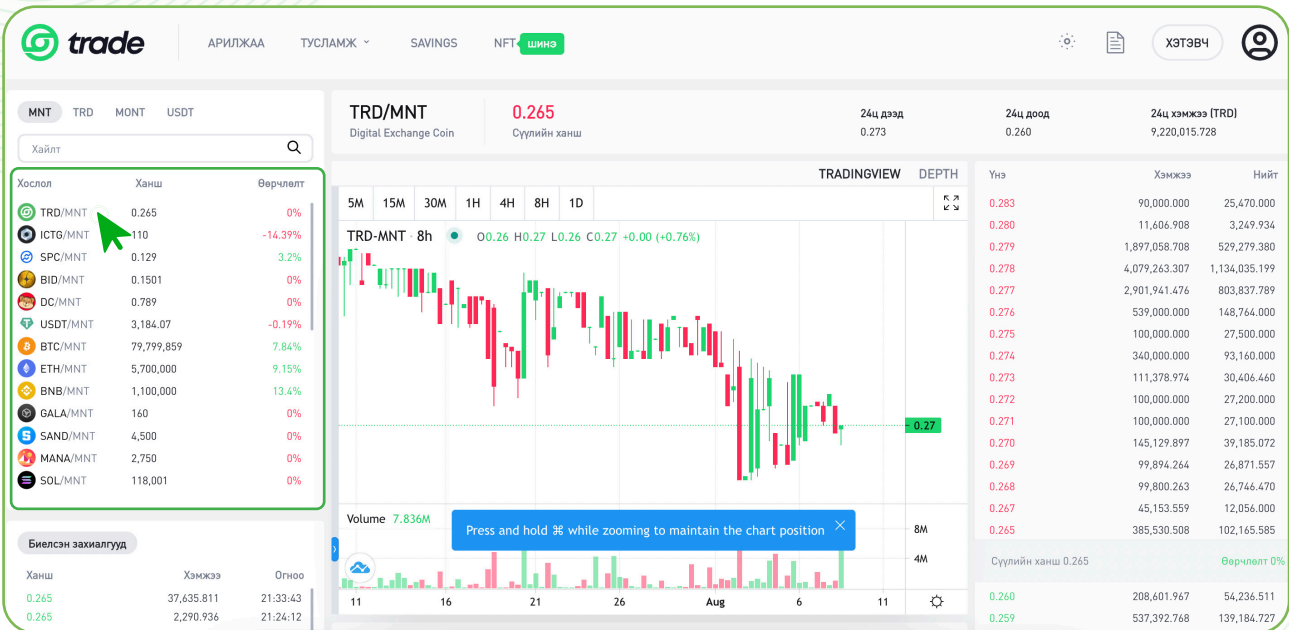 trade АРИЛЖАА ТУСЛАМЖ SAVINGS NFT ШИНЭ ХЭТЭВЧ
MNT TRD MONT USDT
Хайлт
Хослол Ханш Өөрчлөлт
TRD/MNT 0.265 0%
ICTG/MNT 110 -14.39%
SPC/MNT 0.129 3.2%
BID/MNT 0.1501 0%
DC/MNT 0.789 0%
USDT/MNT 3,184.07 -0.19%
BTC/MNT 79,799,859 7.84%
ETH/MNT 5,700,000 9.15%
BNB/MNT 1,100,000 13.4%
GALA/MNT 160 0%
SAND/MNT 4,500 0%
MANA/MNT 2,750 0%
SOL/MNT 118,001 0%
Биелсэн захиалгууд
Ханш Хэмжээ Огноо
0.265 37,635.811 21:33:43
0.265 2,290.936 21:24:12
TRD/MNT 0.265 24ц дээд 24ц доод 24ц хэмжээ (TRD)
Digital Exchange Coin Сүүлийн ханш 0.273 0.260 9,220,015.728
TRADINGVIEW DEPTH
5M 15M 30M 1H 4H 8H 1D
TRD-MNT · 8h O0.26 H0.27 L0.26 C0.27 +0.00 (+0.76%)
0.27
Volume 7.836M
Press and hold ⌘ while zooming to maintain the chart position
8M
4M
11 16 21 26 Aug 6 11
Үнэ Хэмжээ Нийт
0.283 90,000.000 25,470.000
0.280 11,606.908 3,249.934
0.279 1,897,058.708 529,279.380
0.278 4,079,263.307 1,134,035.199
0.277 2,901,941.476 803,837.789
0.276 539,000.000 148,764.000
0.275 100,000.000 27,500.000
0.274 340,000.000 93,160.000
0.273 111,378.974 30,406.460
0.272 100,000.000 27,200.000
0.271 100,000.000 27,100.000
0.270 145,129.897 39,185.072
0.269 99,894.264 26,871.557
0.268 99,800.263 26,746.470
0.267 45,153.559 12,056.000
0.265 385,530.508 102,165.585
Сүүлийн ханш 0.265 Өөрчлөлт 0%
0.260 208,601.967 54,236.511
0.259 537,392.768 139,184.727